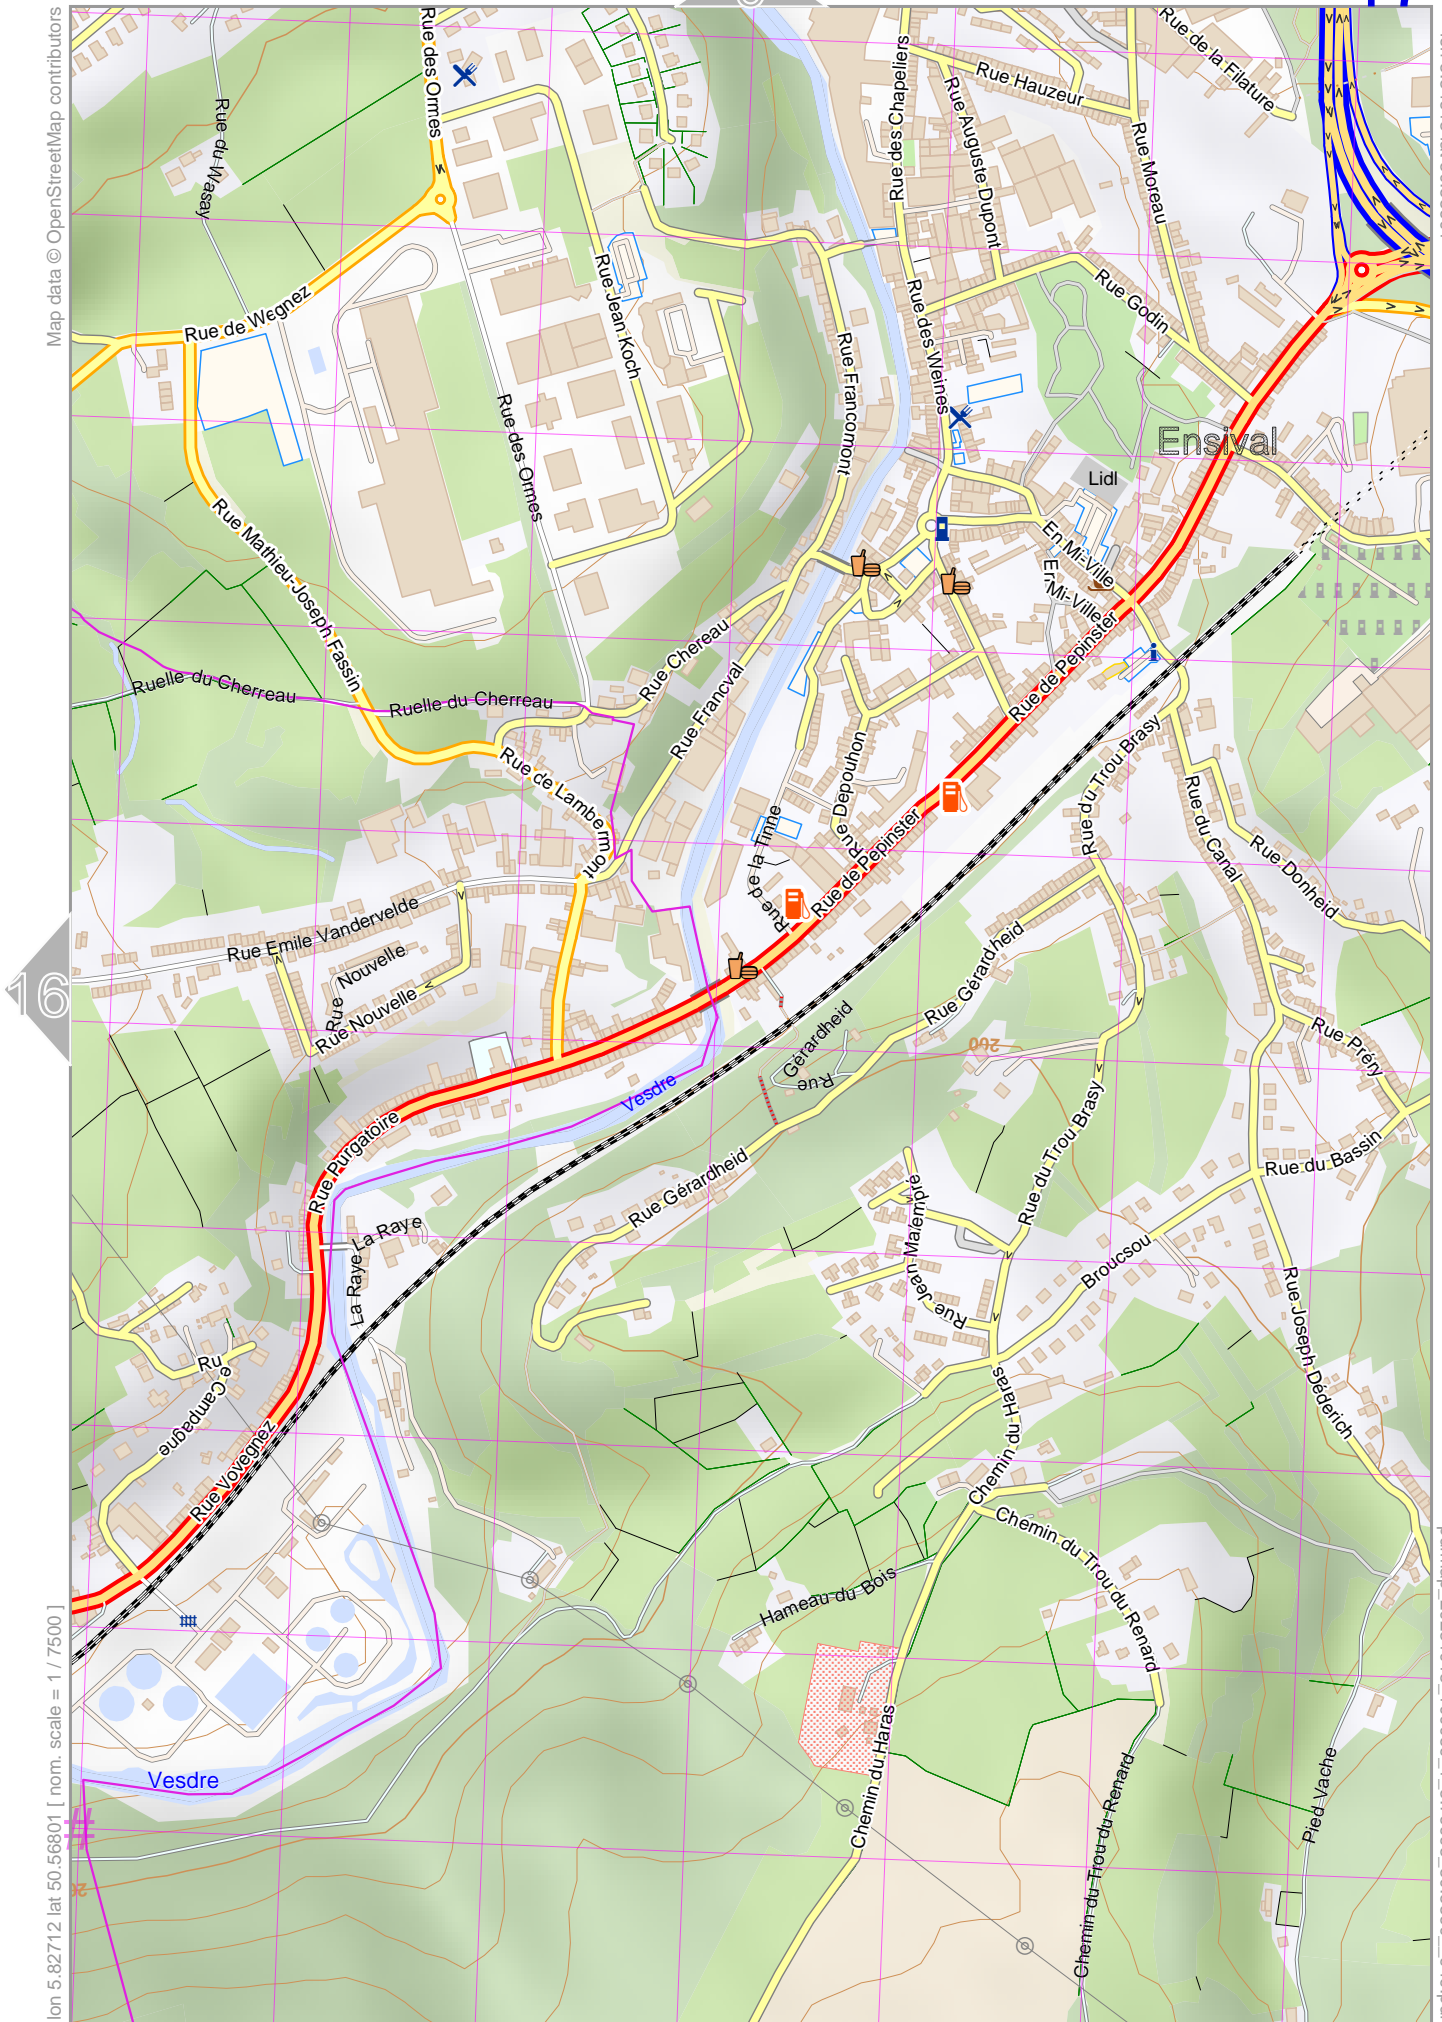 Map data © OpenStreetMap contributors
Rue des Ormes
Rue du Wasay
Rue de Wegnez
Rue Jean Koch
Rue des Ormes
Rue des Chapeliers
Rue Hauzeur
Rue de la Filature
Rue Auguste Dupont
Rue Moreau
Rue Godin
Rue des Weines
Rue Francomont
Ensival
Lidl
En Mi-Ville
En Mi-Ville
Rue Mathieu-Joseph Fassin
Ruelle du Cherreau
Ruelle du Cherreau
Rue Chereau
Rue Francval
Rue de Pepinster
Rue de Lambermont
Rue Depouhon
Rue de la Tinne
Rue de Pepinster
Rue du Trou Brasy
Rue du Canal
Rue Donheid
Rue Emile Vandervelde
Rue Nouvelle
Rue Nouvelle
16
Rue Gérardheid
Rue Gérardheid
200
Rue Préry
Vesdre
Rue Purgatoire
Rue Gérardheid
Rue du Trou Brasy
Rue du Bassin
La Raye
La Raye
Rue Jean Malempré
Broucsou
Rue Joseph Déderich
Rue Campagne
Rue Vovegnez
Chemin du Haras
Chemin du Trou du Renard
Hameau du Bois
Chemin du Haras
Chemin du Trou du Renard
Pied Vache
Vesdre
#
lon 5.82712 lat 50.56801 [ nom. scale = 1 / 7500 ]